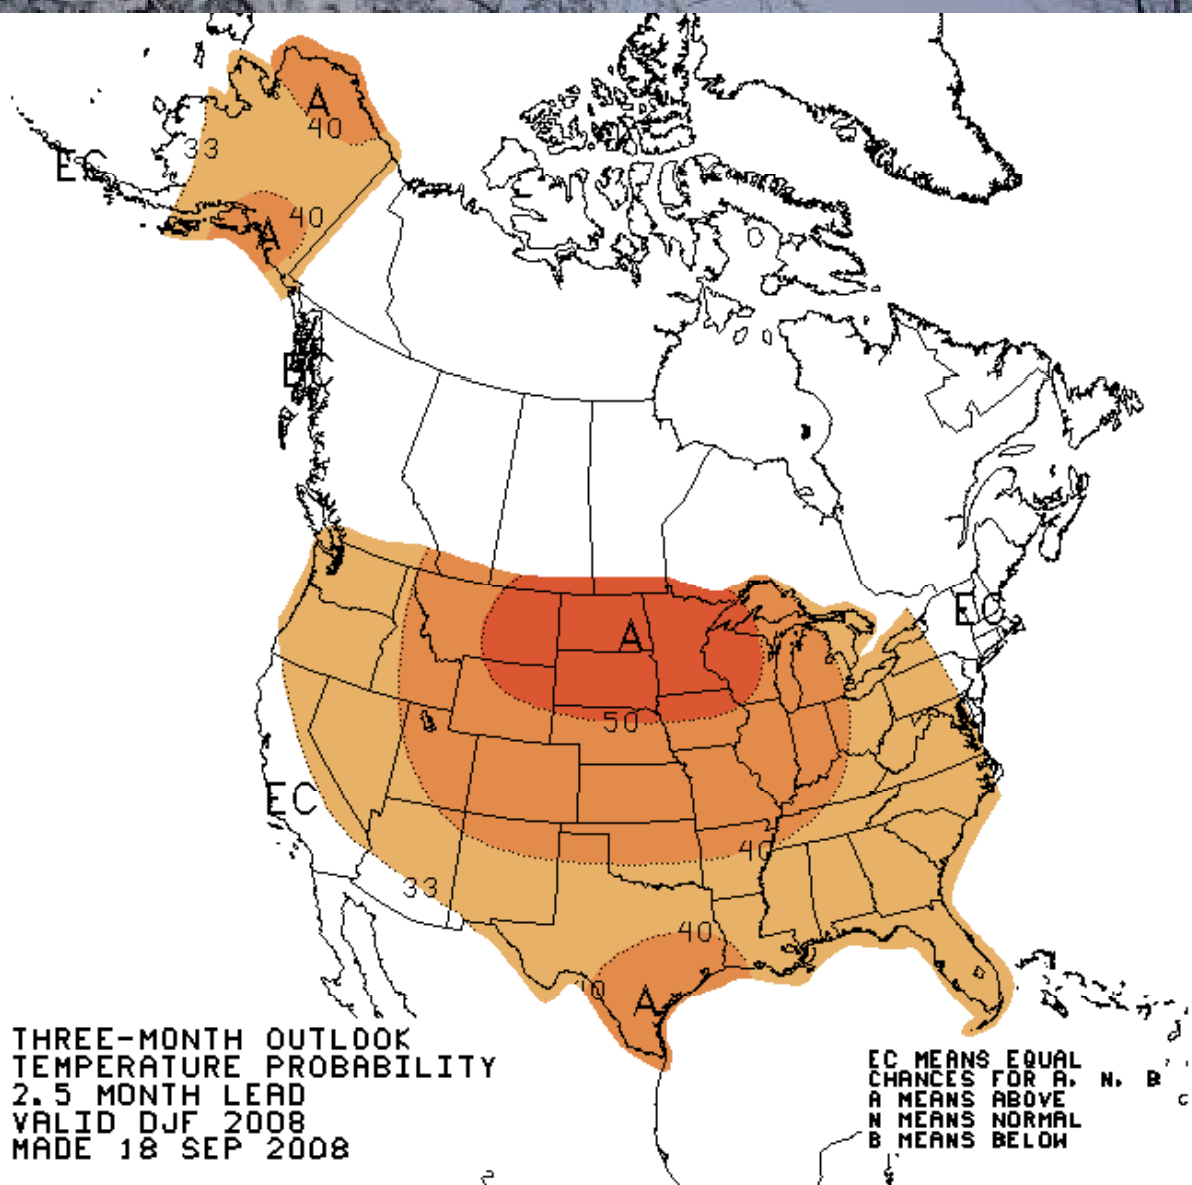 A
40
33
EC
40
A
A
EC
50
EC
40
33
40
A
THREE-MONTH OUTLOOK
TEMPERATURE PROBABILITY
2.5 MONTH LEAD
VALID DJF 2008
MADE 18 SEP 2008
EC MEANS EQUAL
CHANCES FOR A, N, B
A MEANS ABOVE
N MEANS NORMAL
B MEANS BELOW